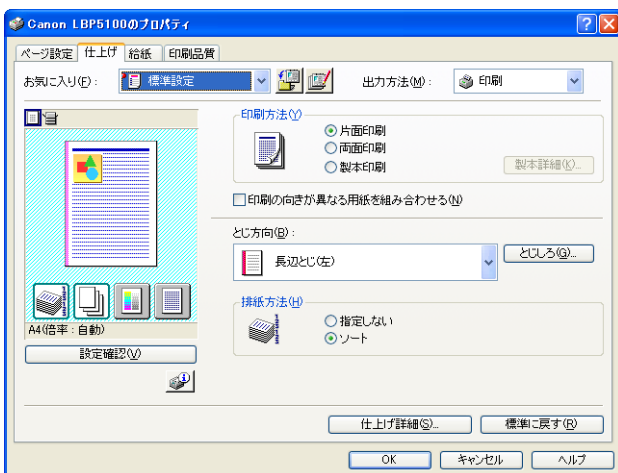 Canon LBP5100のプロパティ
ページ設定 仕上げ 給紙 印刷品質
お気に入り(F): 標準設定 出力方法(M): 印刷
印刷方法(Y)
片面印刷
両面印刷
製本印刷
製本詳細(K)...
印刷の向きが異なる用紙を組み合わせる(N)
とじ方向(B):
長辺とじ(左)
とじしろ(G)...
排紙方法(H)
指定しない
ソート
A4(倍率:自動)
設定確認(V)
仕上げ詳細(S)... 標準に戻す(R)
OK キャンセル ヘルプ